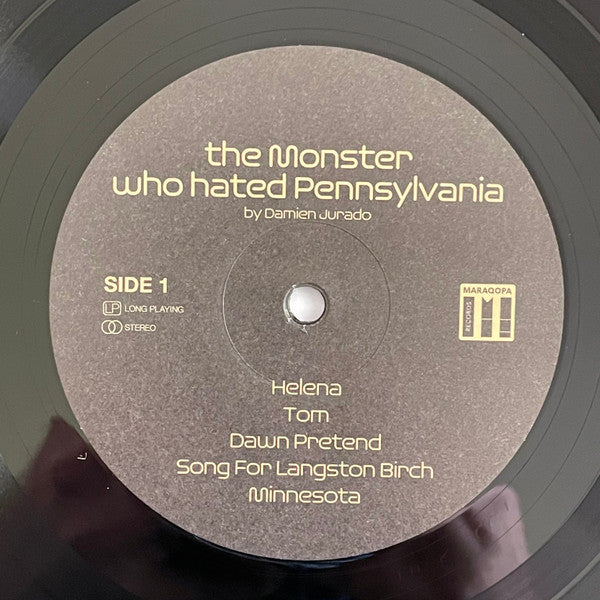 the Monster
who hated Pennsylvania
by Damien Jurado
SIDE 1
LP LONG PLAYING
STEREO
MARAQOPA
RECORDS
Helena
Tom
Dawn Pretend
Song For Langston Birch
Minnesota